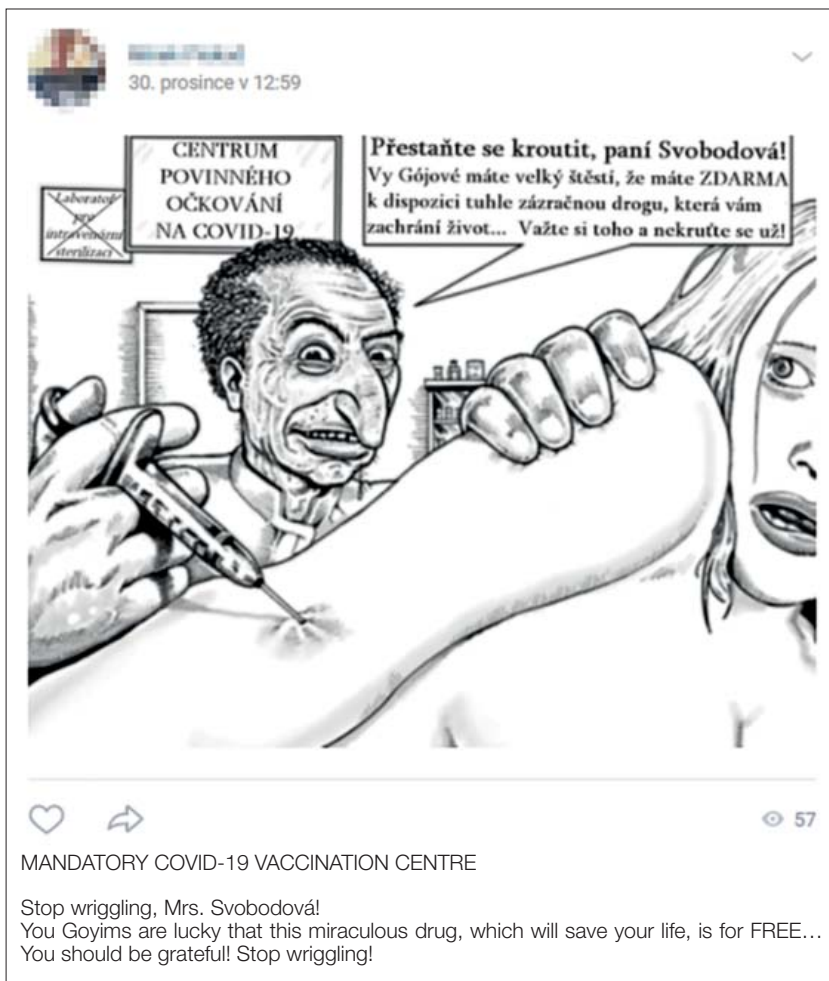 30. prosince v 12:59
CENTRUM
POVINNÉHO
OČKOVÁNÍ
NA COVID-19
Přestaňte se kroutit, paní Svobodová!
Vy Gójové máte velký štěstí, že máte ZDARMA
k dispozici tuhle zázračnou drogu, která vám
zachrání život... Važte si toho a nekruťte se už!
Laboratoř
pro
intravenózní
sterilizaci
57
MANDATORY COVID-19 VACCINATION CENTRE
Stop wriggling, Mrs. Svobodová!
You Goyims are lucky that this miraculous drug, which will save your life, is for FREE…
You should be grateful! Stop wriggling!